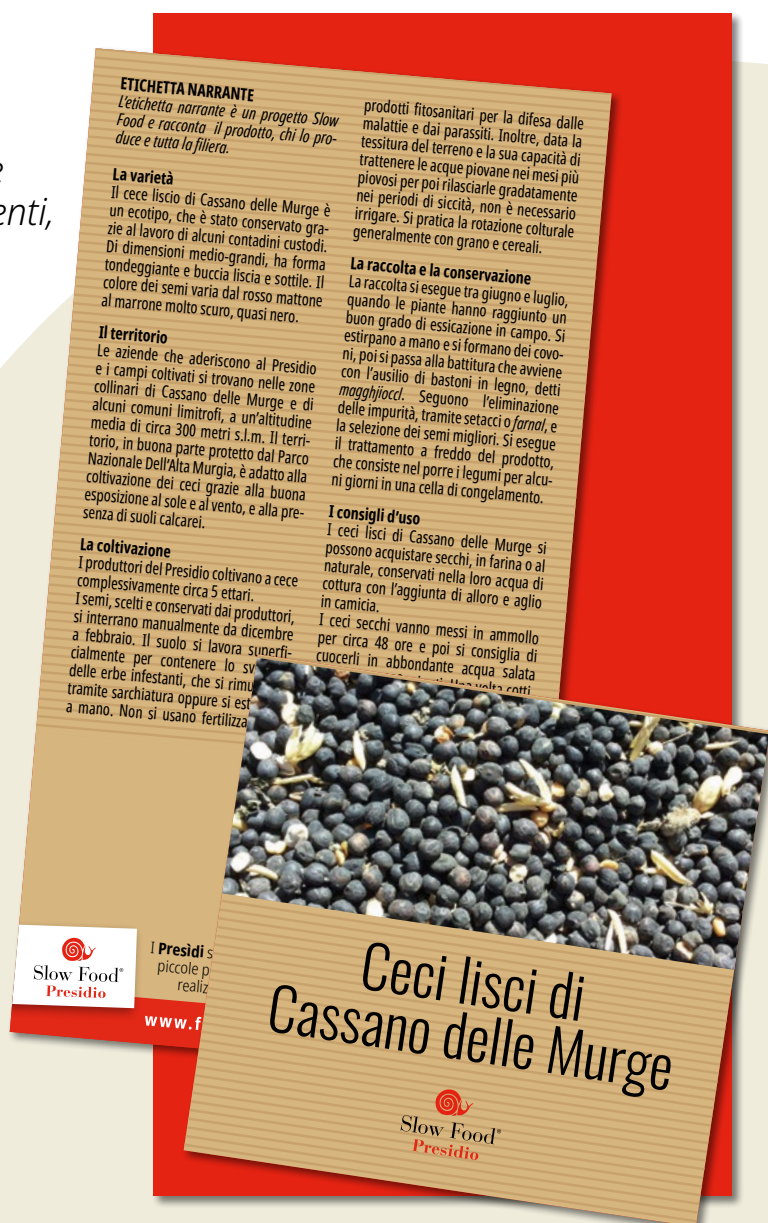 enti,
ETICHETTA NARRANTE
L'etichetta narrante è un progetto Slow
Food e racconta il prodotto, chi lo pro-
duce e tutta la filiera.
La varietà
Il cece liscio di Cassano delle Murge è
un ecotipo, che è stato conservato gra-
zie al lavoro di alcuni contadini custodi.
Di dimensioni medio-grandi, ha forma
tondeggiante e buccia liscia e sottile. Il
colore dei semi varia dal rosso mattone
al marrone molto scuro, quasi nero.
Il territorio
Le aziende che aderiscono al Presidio
e i campi coltivati si trovano nelle zone
collinari di Cassano delle Murge e di
alcuni comuni limitrofi, a un'altitudine
media di circa 300 metri s.l.m. Il terri-
torio, in buona parte protetto dal Parco
Nazionale Dell'Alta Murgia, è adatto alla
coltivazione dei ceci grazie alla buona
esposizione al sole e al vento, e alla pre-
senza di suoli calcarei.
La coltivazione
I produttori del Presidio coltivano a cece
complessivamente circa 5 ettari.
I semi, scelti e conservati dai produttori,
si interrano manualmente da dicembre
a febbraio. Il suolo si lavora superfi-
cialmente per contenere lo sv
delle erbe infestanti, che si rimu
tramite sarchiatura oppure si est
a mano. Non si usano fertilizza
prodotti fitosanitari per la difesa dalle
malattie e dai parassiti. Inoltre, data la
tessitura del terreno e la sua capacità di
trattenere le acque piovane nei mesi più
piovosi per poi rilasciarle gradatamente
nei periodi di siccità, non è necessario
irrigare. Si pratica la rotazione colturale
generalmente con grano e cereali.
La raccolta e la conservazione
La raccolta si esegue tra giugno e luglio,
quando le piante hanno raggiunto un
buon grado di essicazione in campo. Si
estirpano a mano e si formano dei covo-
ni, poi si passa alla battitura che avviene
con l'ausilio di bastoni in legno, detti
magghjioccl. Seguono l'eliminazione
delle impurità, tramite setacci o farnal, e
la selezione dei semi migliori. Si esegue
il trattamento a freddo del prodotto,
che consiste nel porre i legumi per alcu-
ni giorni in una cella di congelamento.
I consigli d'uso
I ceci lisci di Cassano delle Murge si
possono acquistare secchi, in farina o al
naturale, conservati nella loro acqua di
cottura con l'aggiunta di alloro e aglio
in camicia.
I ceci secchi vanno messi in ammollo
per circa 48 ore e poi si consiglia di
cuocerli in abbondante acqua salata
Una volta cotti
Slow Food®
Presidio
I Presìdi s
piccole p
realiz
www.f
Ceci lisci di
Cassano delle Murge
Slow Food®
Presidio